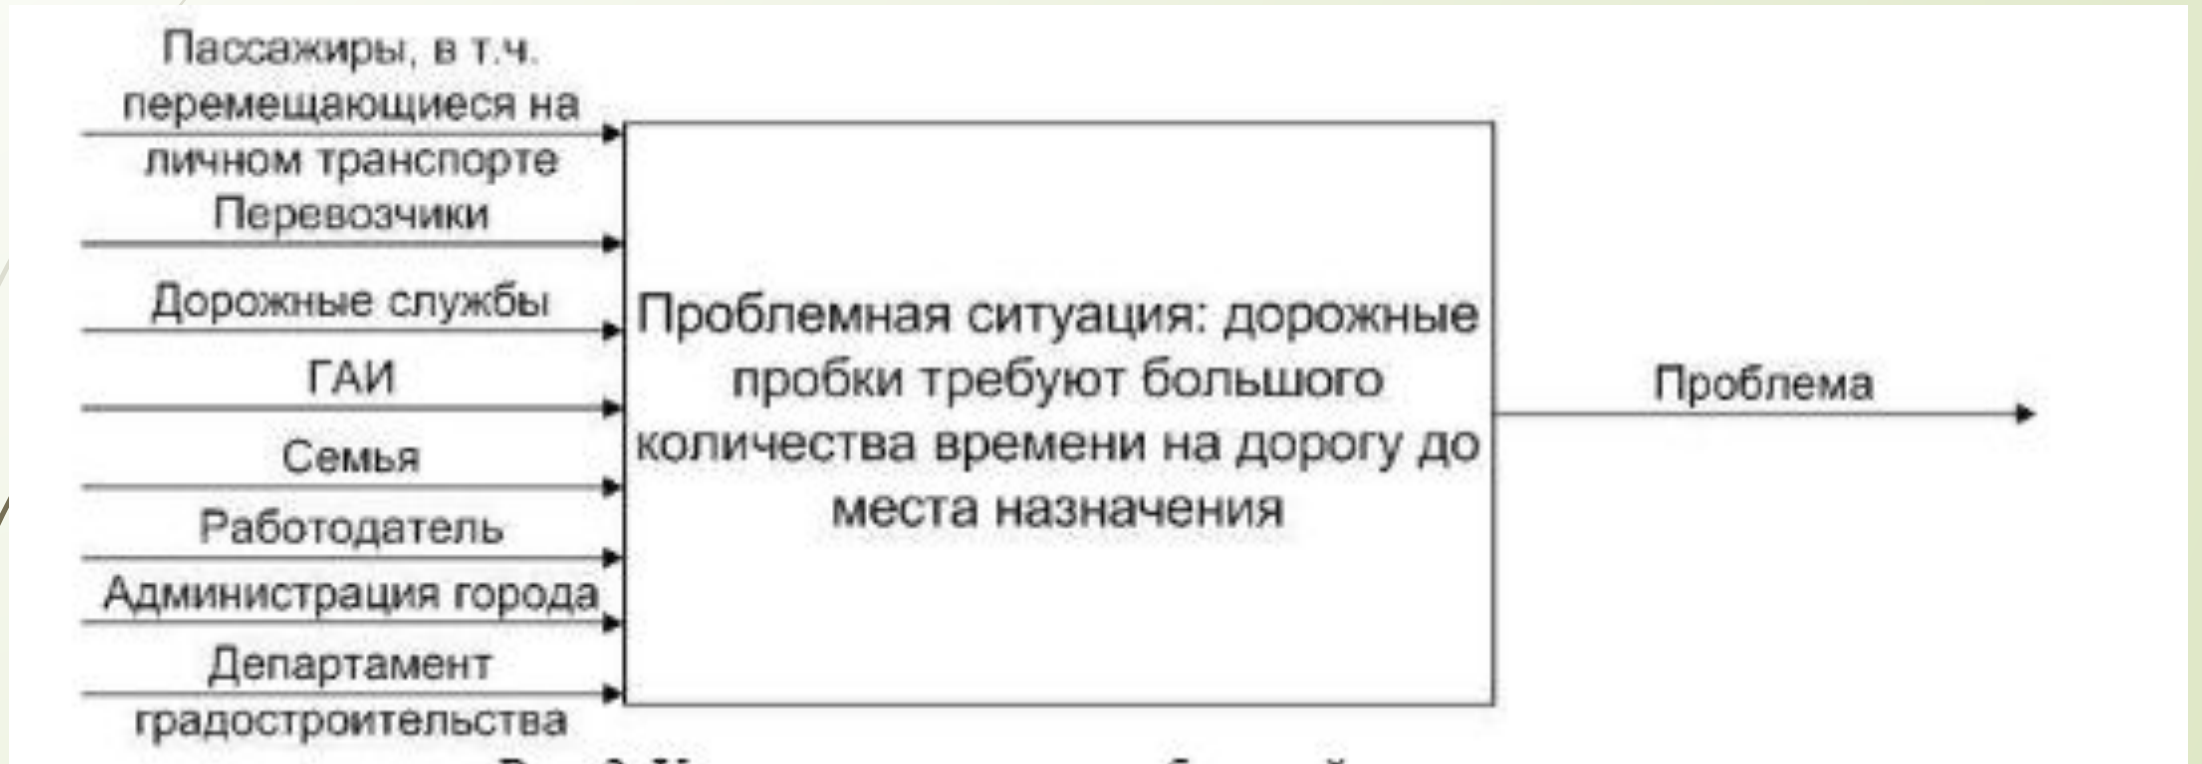 Пассажиры, в т.ч.
перемещающиеся на
личном транспорте
Перевозчики
Дорожные службы
ГАИ
Семья
Работодатель
Администрация города
Департамент
градостроительства
Проблемная ситуация: дорожные
пробки требуют большого
количества времени на дорогу до
места назначения
Проблема